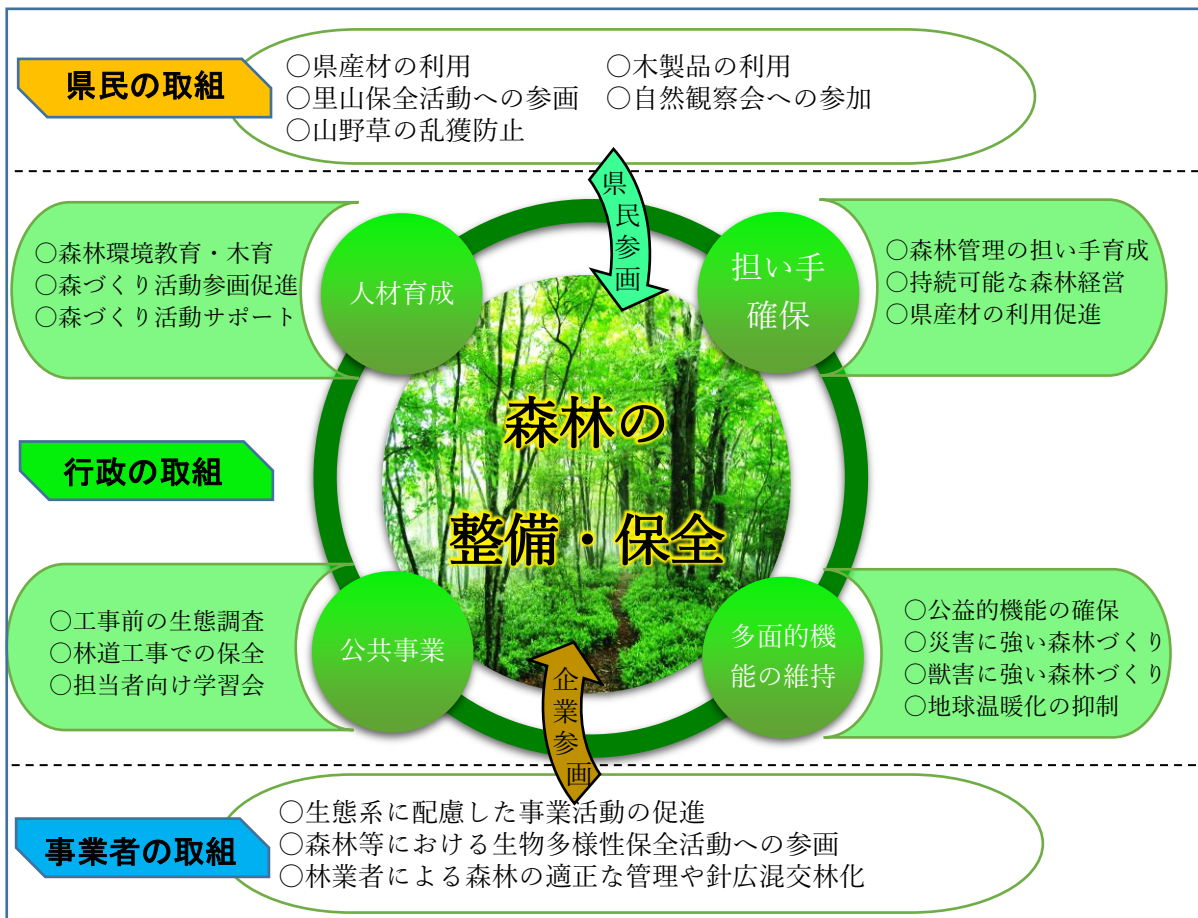 県民の取組
○県産材の利用 ○木製品の利用
○里山保全活動への参画 ○自然観察会への参加
○山野草の乱獲防止
県民参画
人材育成
○森林環境教育・木育
○森づくり活動参画促進
○森づくり活動サポート
担い手
確保
○森林管理の担い手育成
○持続可能な森林経営
○県産材の利用促進
行政の取組
森林の
整備・保全
公共事業
○工事前の生態調査
○林道工事での保全
○担当者向け学習会
多面的機
能の維持
○公益的機能の確保
○災害に強い森林づくり
○獣害に強い森林づくり
○地球温暖化の抑制
企業参画
事業者の取組
○生態系に配慮した事業活動の促進
○森林等における生物多様性保全活動への参画
○林業者による森林の適正な管理や針広混交林化